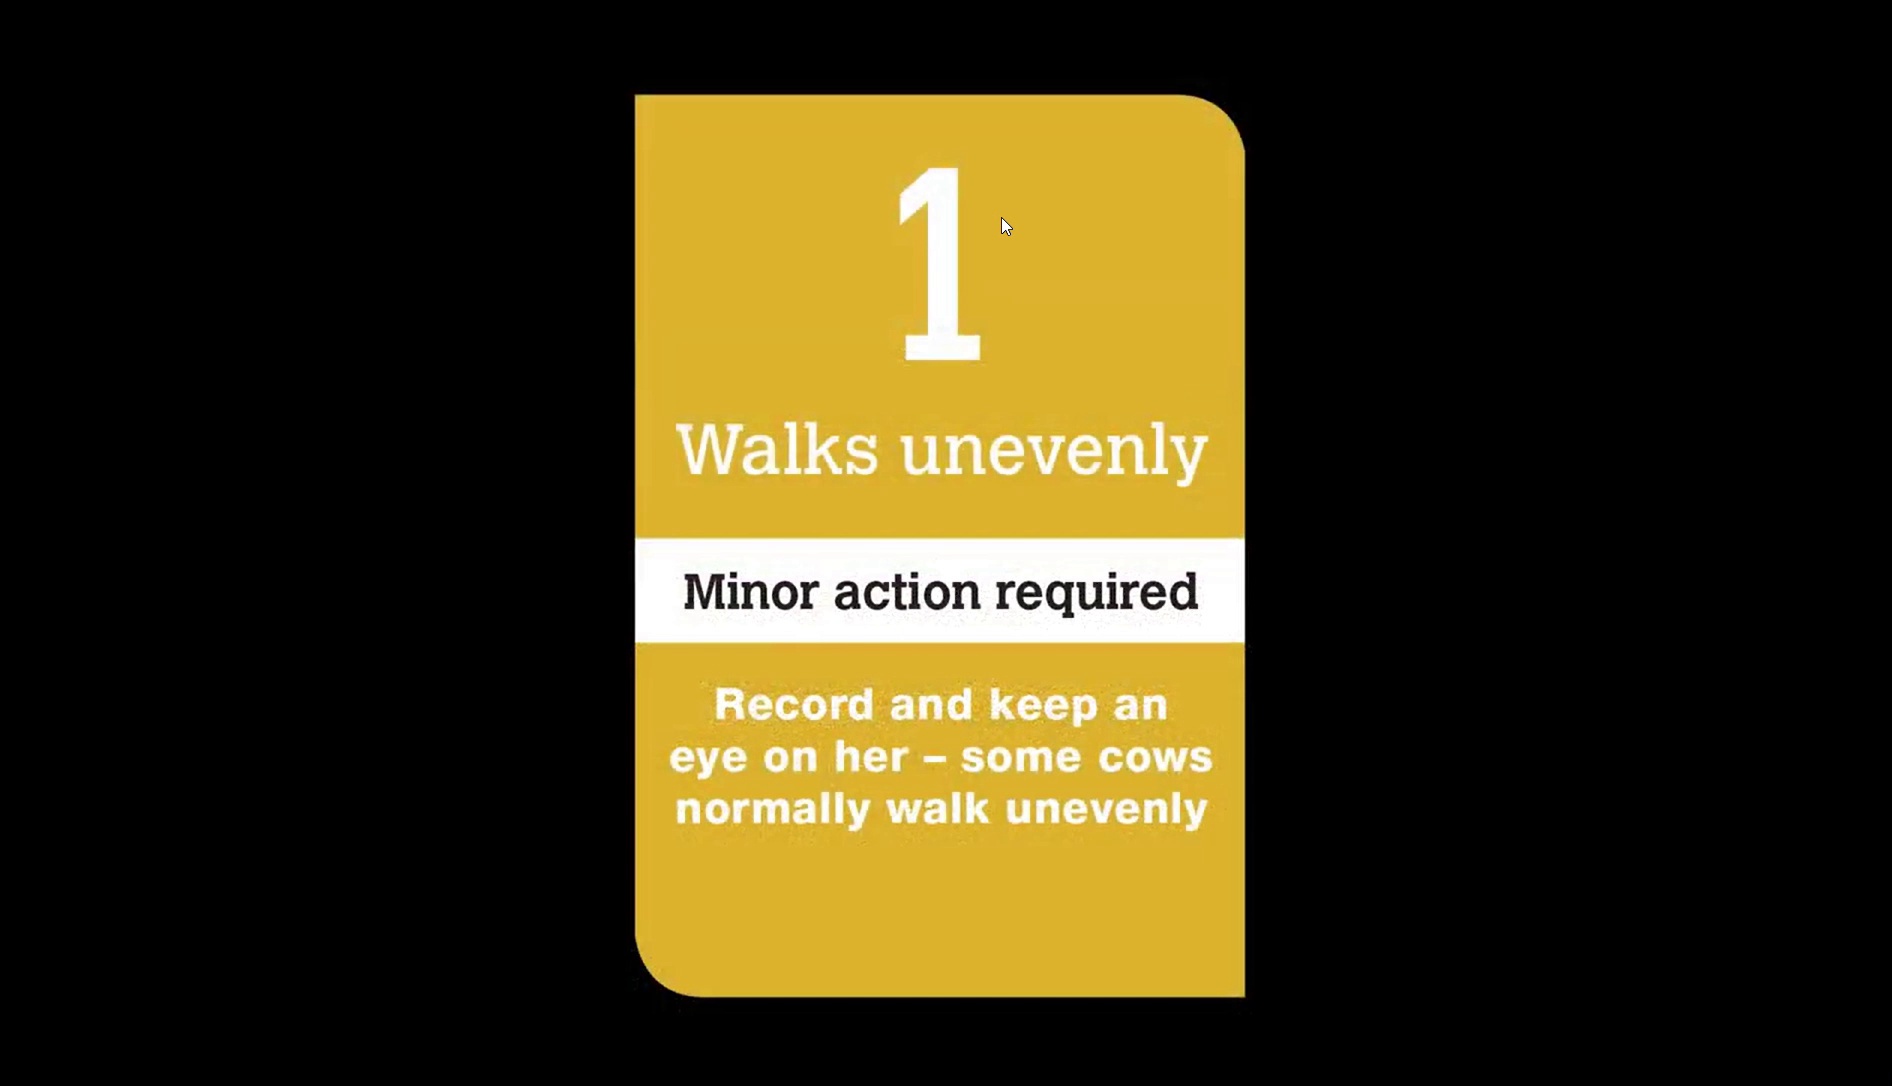 1
Walks unevenly
Minor action required
Record and keep an
eye on her – some cows
normally walk unevenly